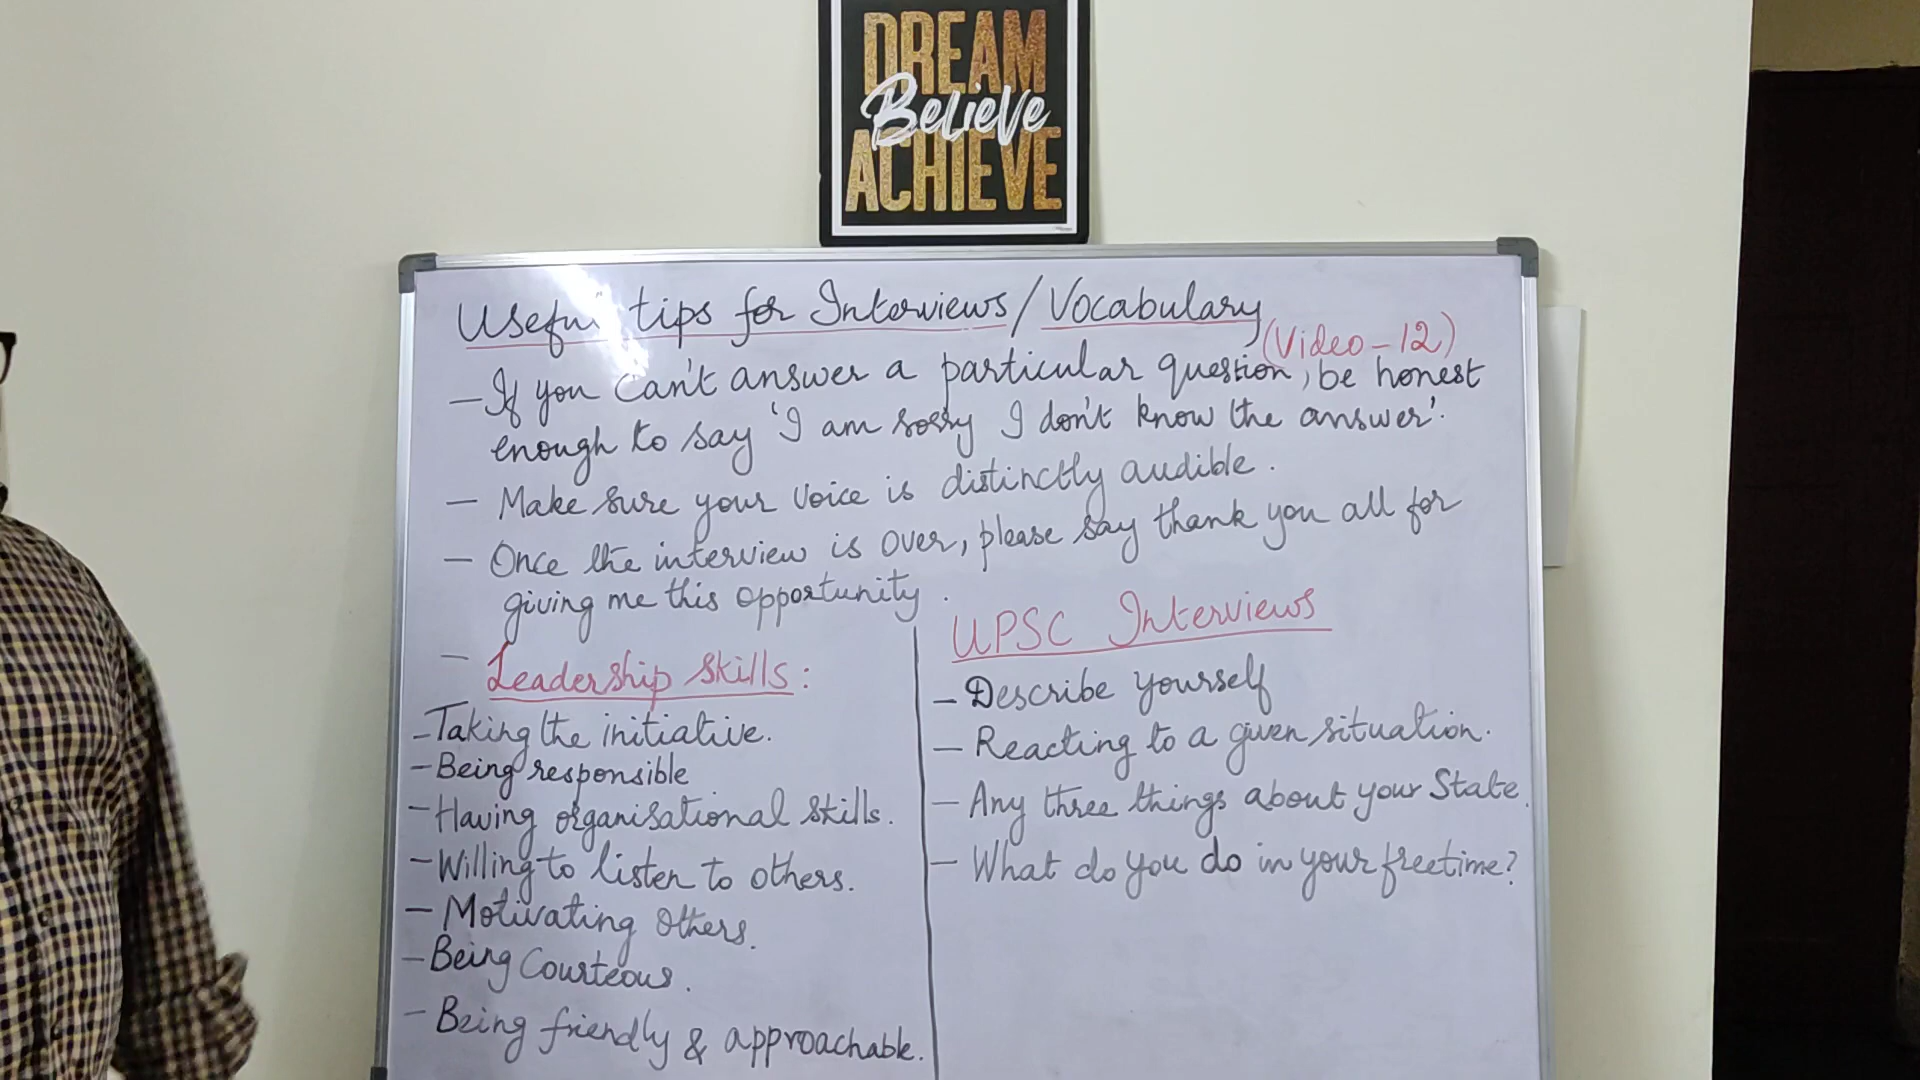 DREAM
Believe
ACHIEVE
Useful tips for Interviews/Vocabulary
(Video-12)
- If you can't answer a particular question, be honest
enough to say 'I am sorry I don't know the answer'.
- Make sure your voice is distinctly audible.
- Once the interview is over, please say thank you all for
giving me this opportunity.
- Leadership skills:
- Taking the initiative.
- Being responsible
- Having organisational skills.
- Willing to listen to others.
- Motivating others.
- Being Courteous.
- Being friendly & approachable.
UPSC Interviews
- Describe yourself
- Reacting to a given situation.
- Any three things about your State.
- What do you do in your freetime?